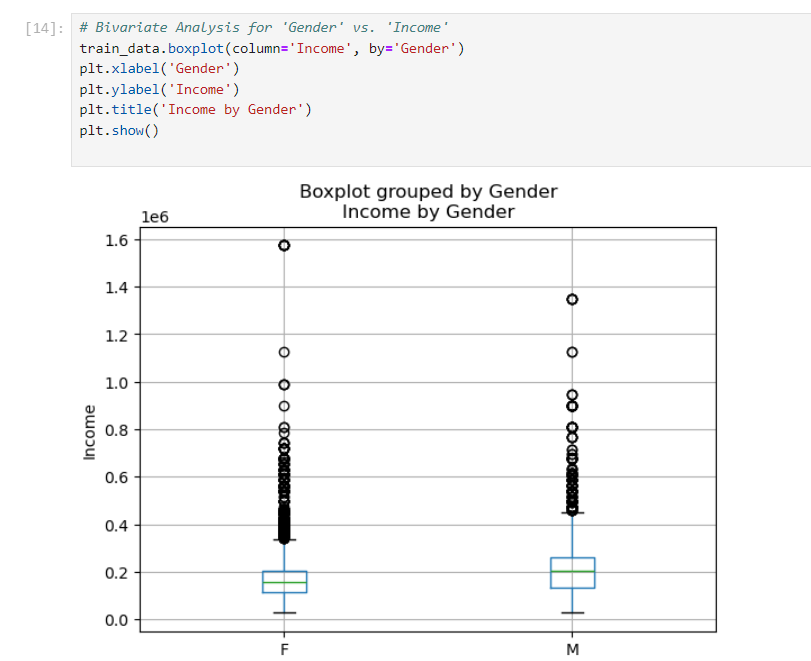 [14]: # Bivariate Analysis for 'Gender' vs. 'Income'
train_data.boxplot(column='Income', by='Gender')
plt.xlabel('Gender')
plt.ylabel('Income')
plt.title('Income by Gender')
plt.show()
Boxplot grouped by Gender
Income by Gender
1e6
1.6
1.4
1.2
1.0
0.8
0.6
0.4
0.2
0.0
Income
F M